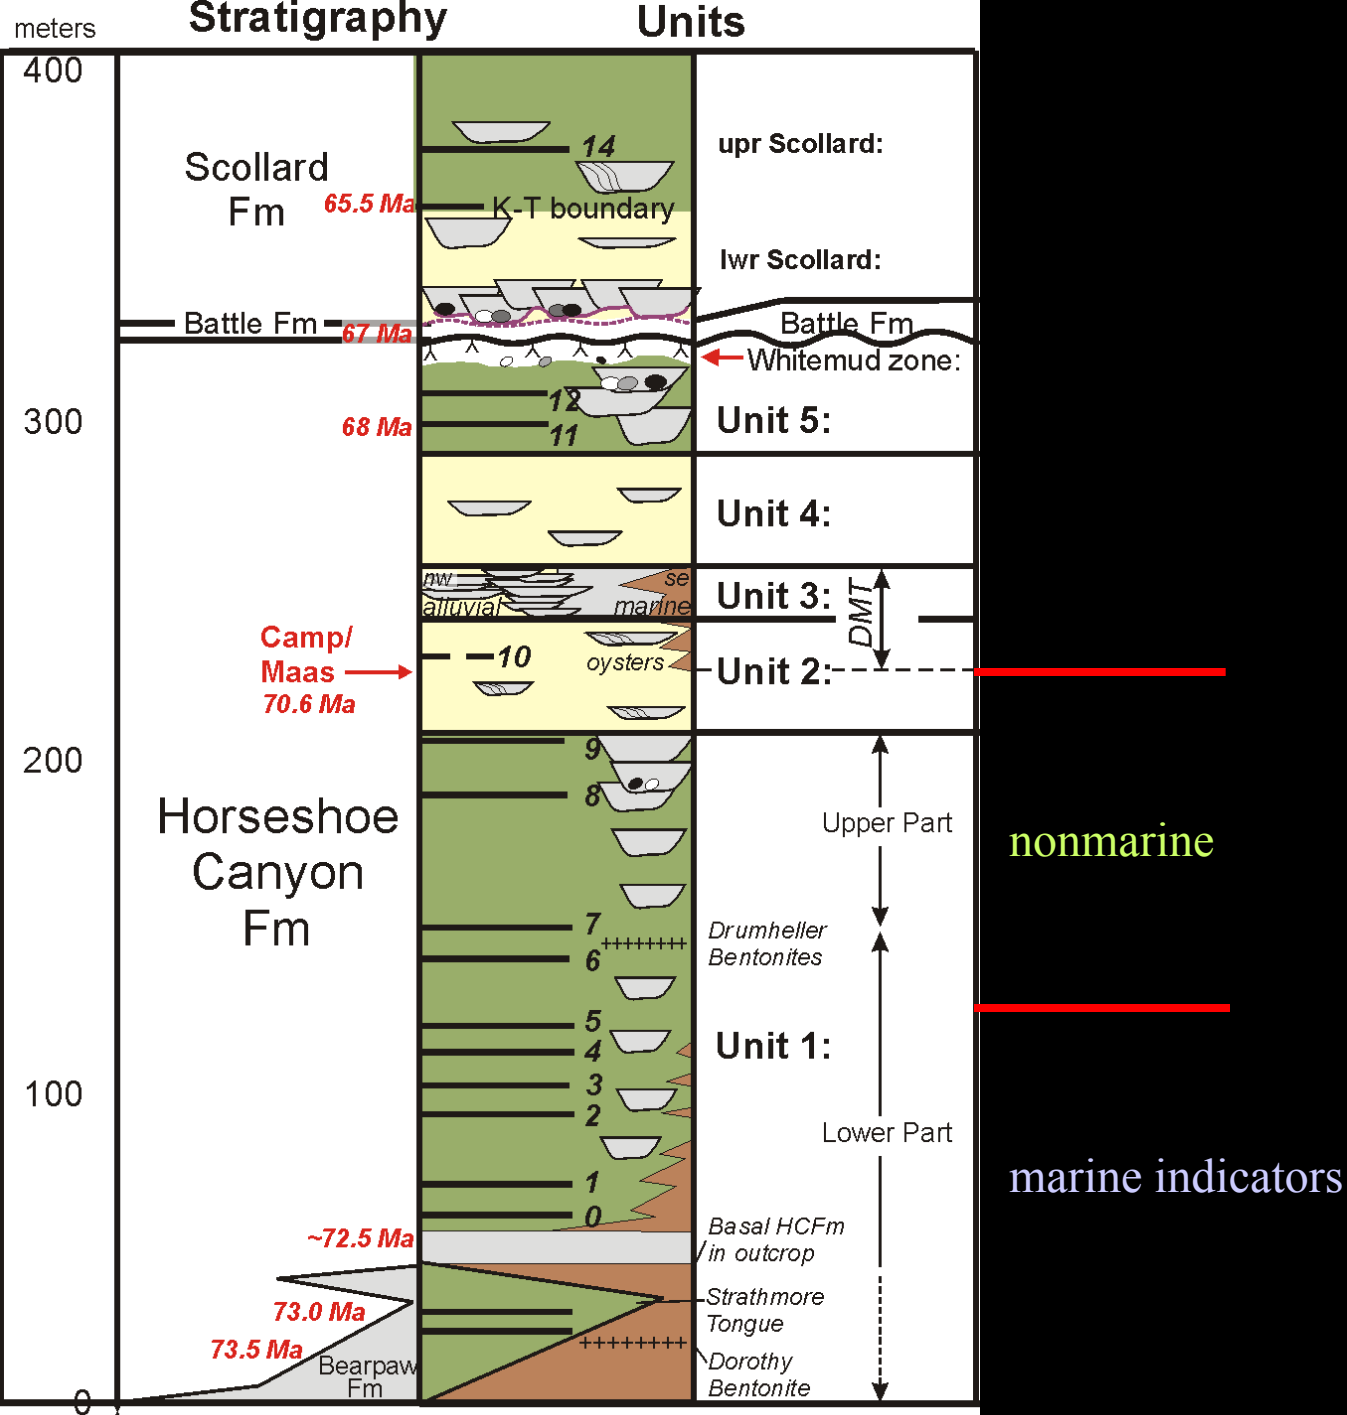 meters
Stratigraphy
Units
400
14
upr Scollard:
Scollard
Fm
65.5 Ma
K-T boundary
lwr Scollard:
Battle Fm
67 Ma
Battle Fm
Whitemud zone:
12
300
68 Ma
11
Unit 5:
Unit 4:
nw
se
alluvial
marine
Unit 3:
DMT
Camp/
Maas
70.6 Ma
10
oysters
Unit 2:
9
200
8
Horseshoe
Canyon
Fm
Upper Part
nonmarine
7
Drumheller
Bentonites
6
5
4
Unit 1:
100
3
2
Lower Part
1
marine indicators
0
~72.5 Ma
Basal HCFm
in outcrop
73.0 Ma
Strathmore
Tongue
73.5 Ma
Bearpaw
Fm
Dorothy
Bentonite
0